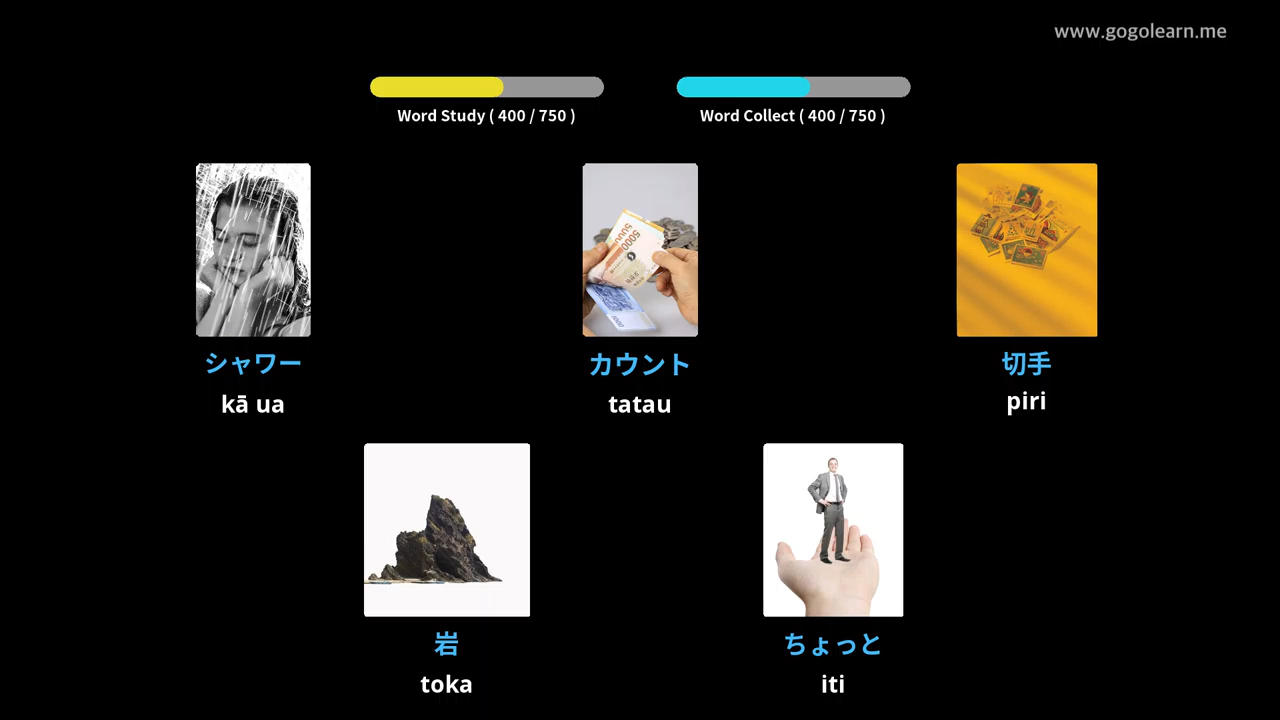 www.gogolearn.me
Word Study ( 400 / 750 )
Word Collect ( 400 / 750 )
シャワー
kā ua
カウント
tatau
切手
piri
岩
toka
ちょっと
iti